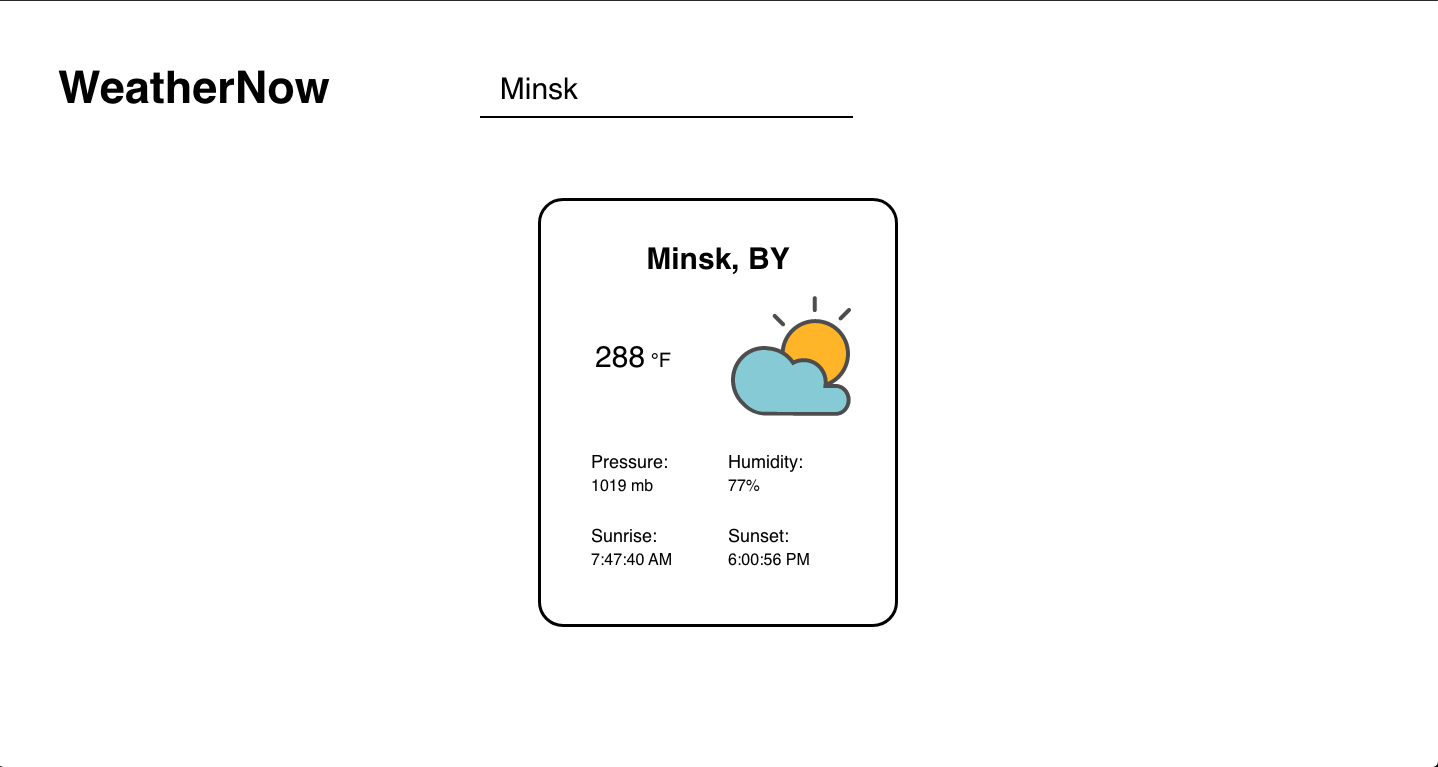 WeatherNow
Minsk
Minsk, BY
288 °F
Pressure:
1019 mb
Humidity:
77%
Sunrise:
7:47:40 AM
Sunset:
6:00:56 PM